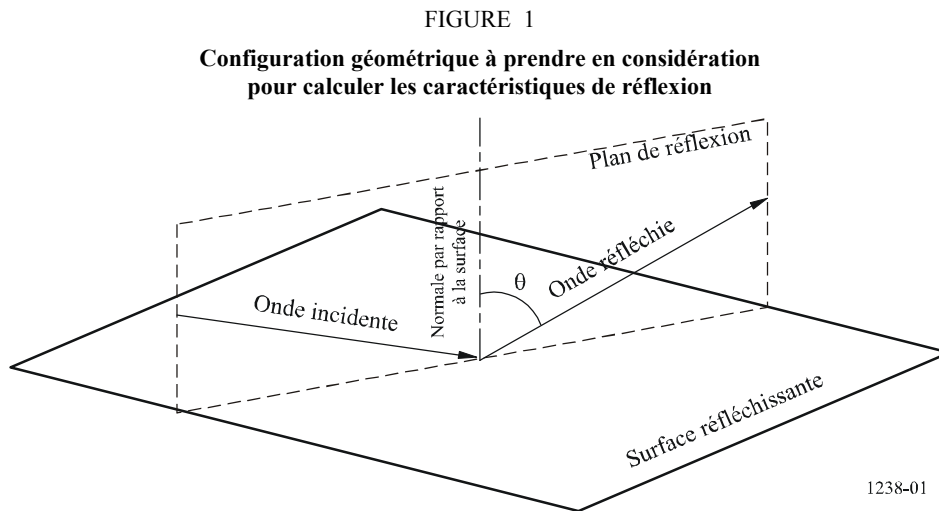 FIGURE 1
Configuration géométrique à prendre en considération
pour calculer les caractéristiques de réflexion
Plan de réflexion
Normale par rapport
à la surface
Onde réfléchie
θ
Onde incidente
Surface réfléchissante
1238-01